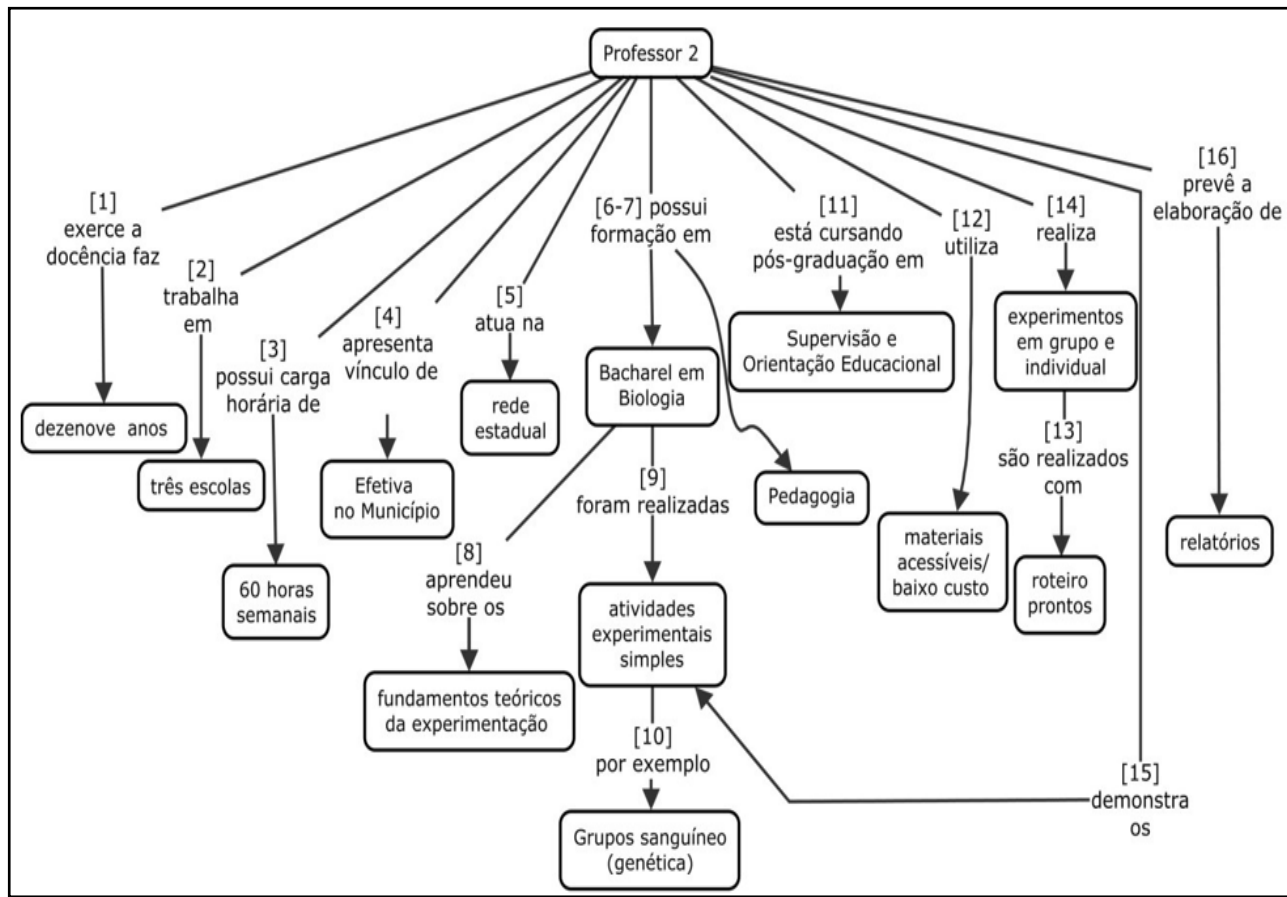 Professor 2
[1]
exerce a
docência faz
dezenove anos
[2]
trabalha
em
três escolas
[3]
possui carga
horária de
60 horas
semanais
[4]
apresenta
vínculo de
Efetiva
no Município
[5]
atua na
rede
estadual
[6-7] possui
formação em
Bacharel em
Biologia
Pedagogia
[8]
aprendeu
sobre os
fundamentos teóricos
da experimentação
[9]
foram realizadas
atividades
experimentais
simples
[10]
por exemplo
Grupos sanguíneo
(genética)
[11]
está cursando
pós-graduação em
Supervisão e
Orientação Educacional
[12]
utiliza
materiais
acessíveis/
baixo custo
[14]
realiza
experimentos
em grupo e
individual
[13]
são realizados
com
roteiro
prontos
[15]
demonstra
os
[16]
prevê a
elaboração de
relatórios